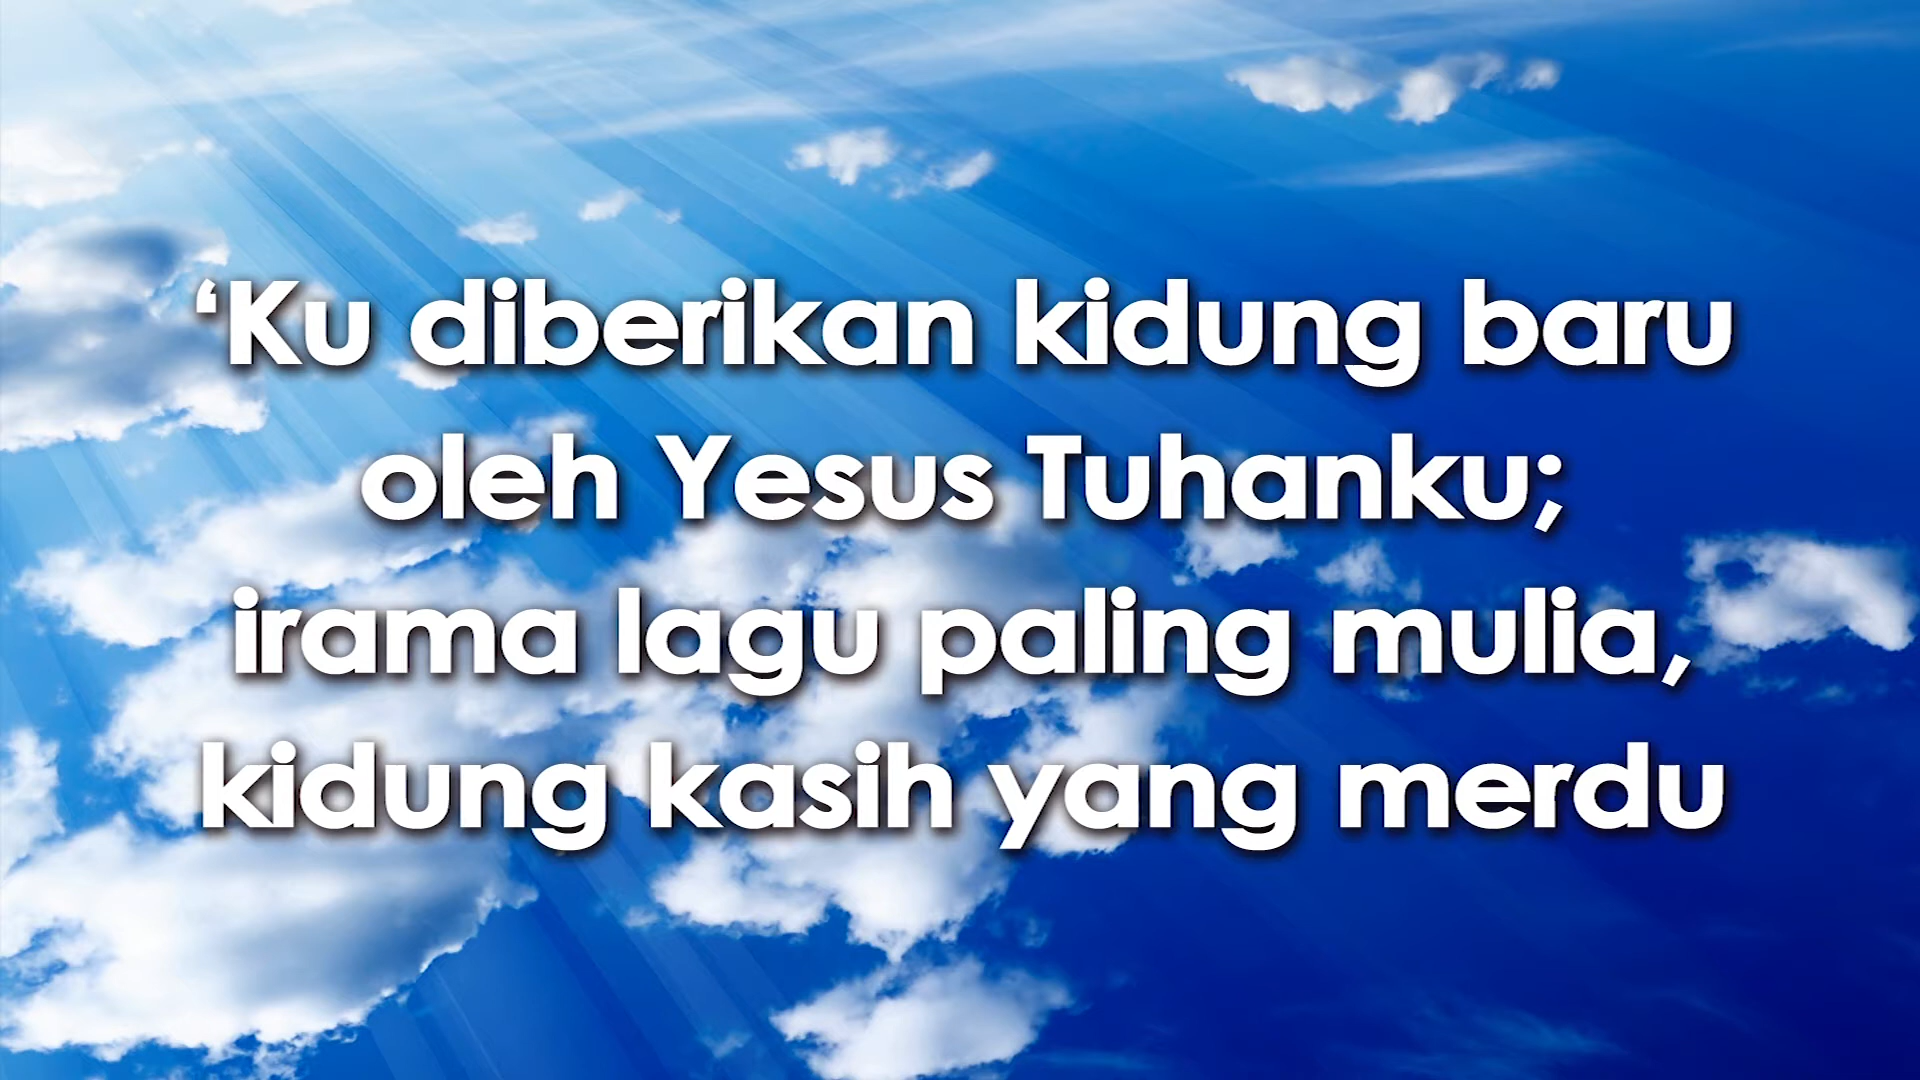 ‘Ku diberikan kidung baru
oleh Yesus Tuhanku;
irama lagu paling mulia,
kidung kasih yang merdu